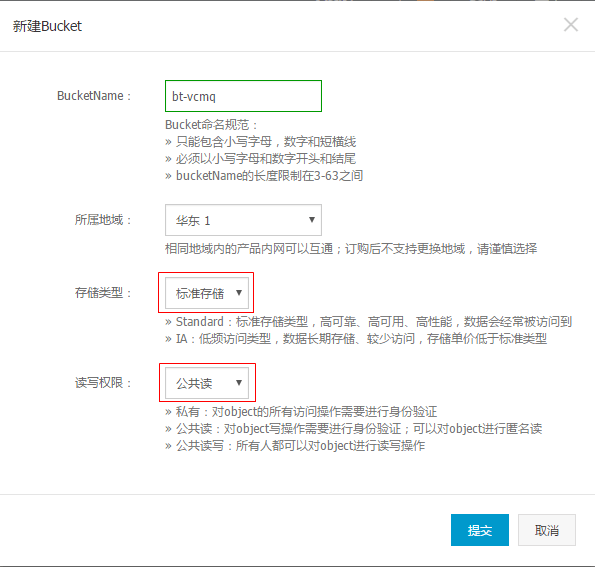 新建Bucket
BucketName：
bt-vcmq
Bucket命名规范：
» 只能包含小写字母，数字和短横线
» 必须以小写字母和数字开头和结尾
» bucketName的长度限制在3-63之间
所属地域：
华东 1
相同地域内的产品内网可以互通；订购后不支持更换地域，请谨慎选择
存储类型：
标准存储
» Standard：标准存储类型，高可靠、高可用、高性能，数据会经常被访问到
» IA：低频访问类型，数据长期存储、较少访问，存储单价低于标准类型
读写权限：
公共读
» 私有：对object的所有访问操作需要进行身份验证
» 公共读：对object写操作需要进行身份验证；可以对object进行匿名读
» 公共读写：所有人都可以对object进行读写操作
提交
取消